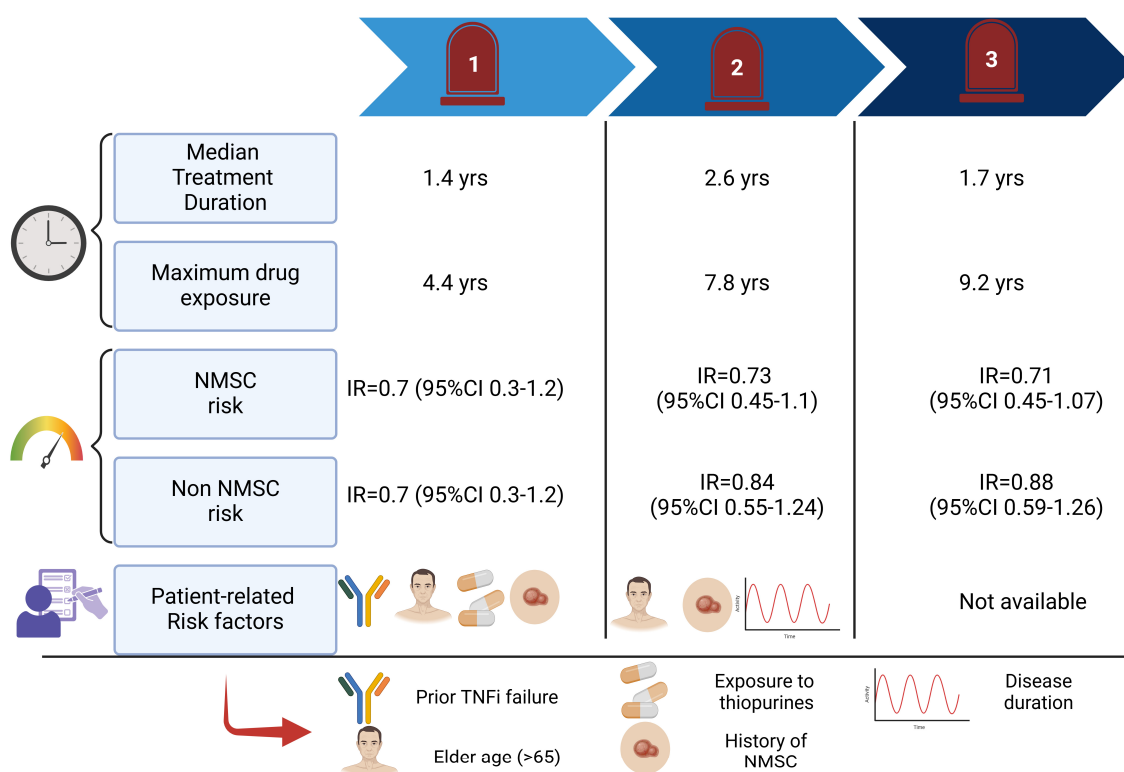 1
2
3
Median
Treatment
Duration
1.4 yrs
2.6 yrs
1.7 yrs
Maximum drug
exposure
4.4 yrs
7.8 yrs
9.2 yrs
NMSC
risk
IR=0.7 (95%CI 0.3-1.2)
IR=0.73
(95%CI 0.45-1.1)
IR=0.71
(95%CI 0.45-1.07)
Non NMSC
risk
IR=0.7 (95%CI 0.3-1.2)
IR=0.84
(95%CI 0.55-1.24)
IR=0.88
(95%CI 0.59-1.26)
Patient-related
Risk factors
Activity
Time
Not available
Prior TNFi failure
Exposure to
thiopurines
Activity
Time
Disease
duration
Elder age (>65)
History of
NMSC